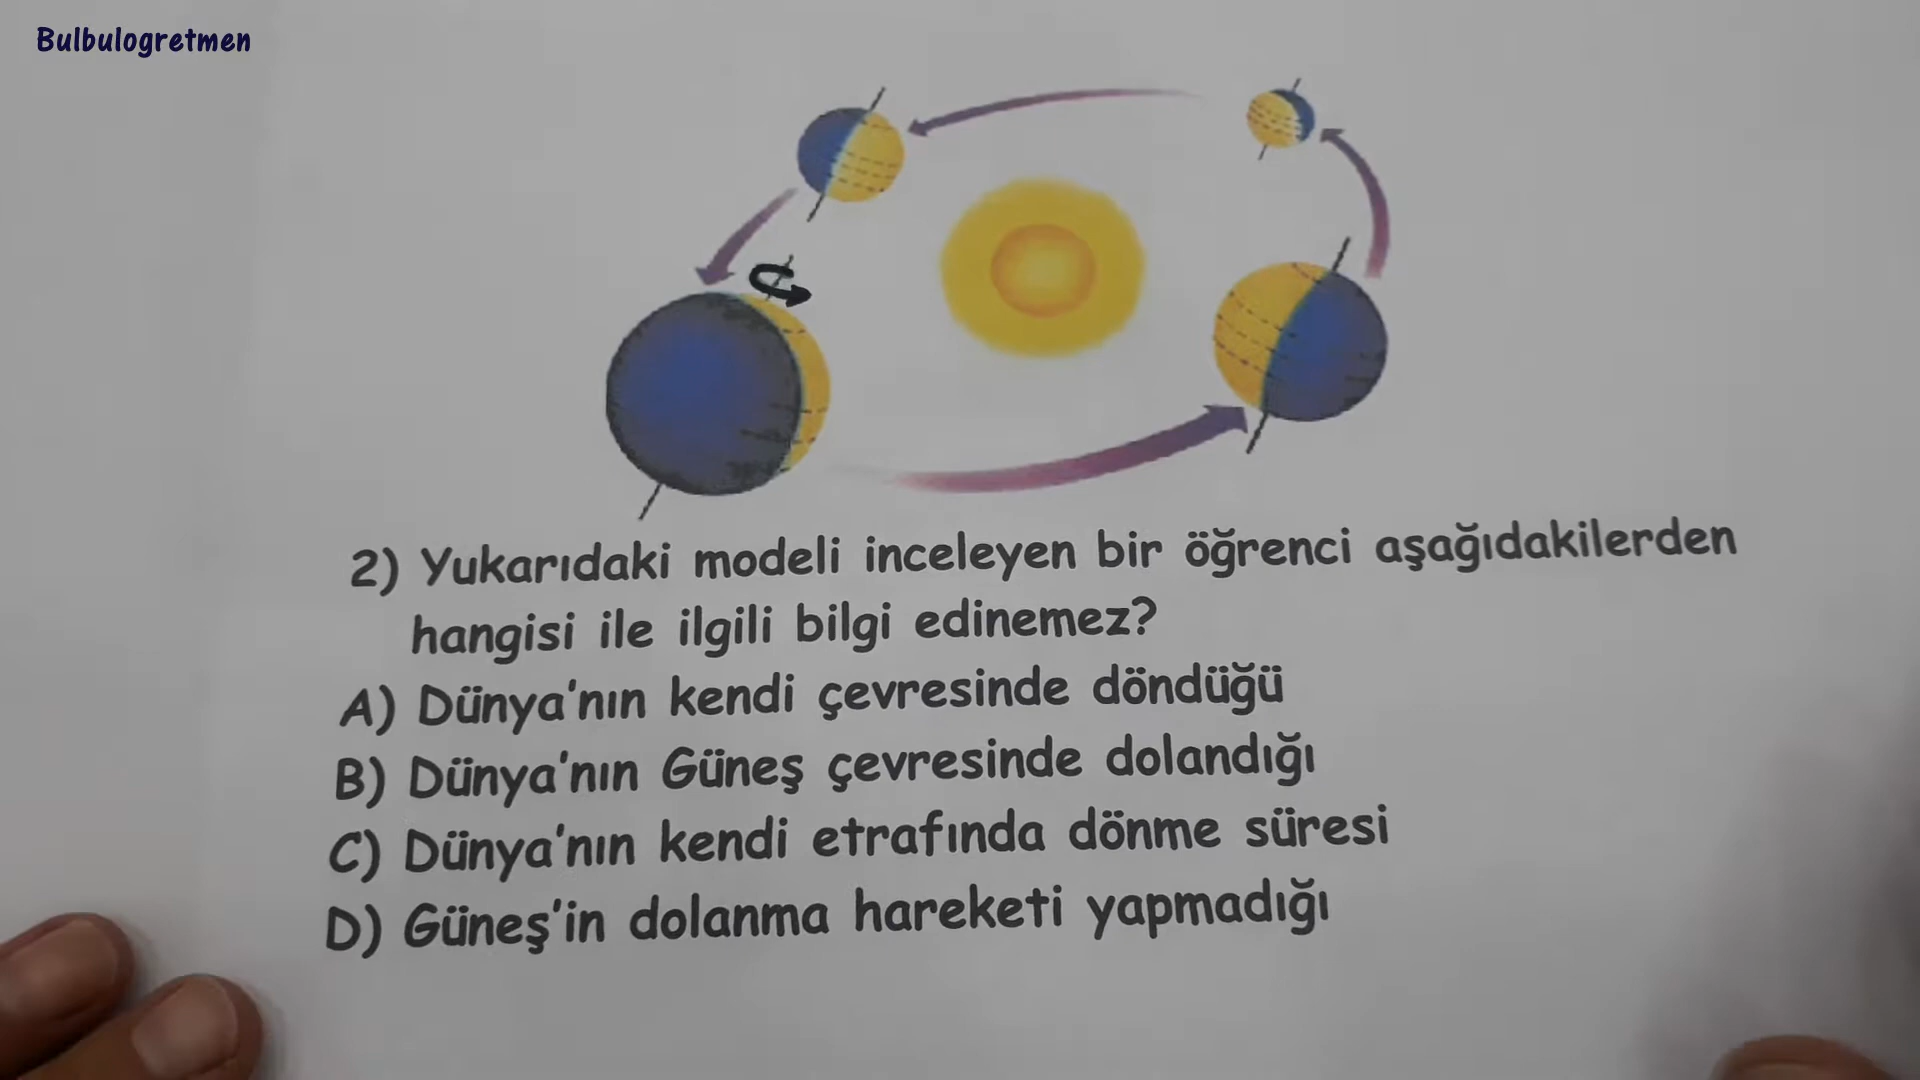 Bulbulogretmen
2) Yukarıdaki modeli inceleyen bir öğrenci aşağıdakilerden
hangisi ile ilgili bilgi edinemez?
A) Dünya'nın kendi çevresinde döndüğü
B) Dünya'nın Güneş çevresinde dolandığı
C) Dünya'nın kendi etrafında dönme süresi
D) Güneş'in dolanma hareketi yapmadığı